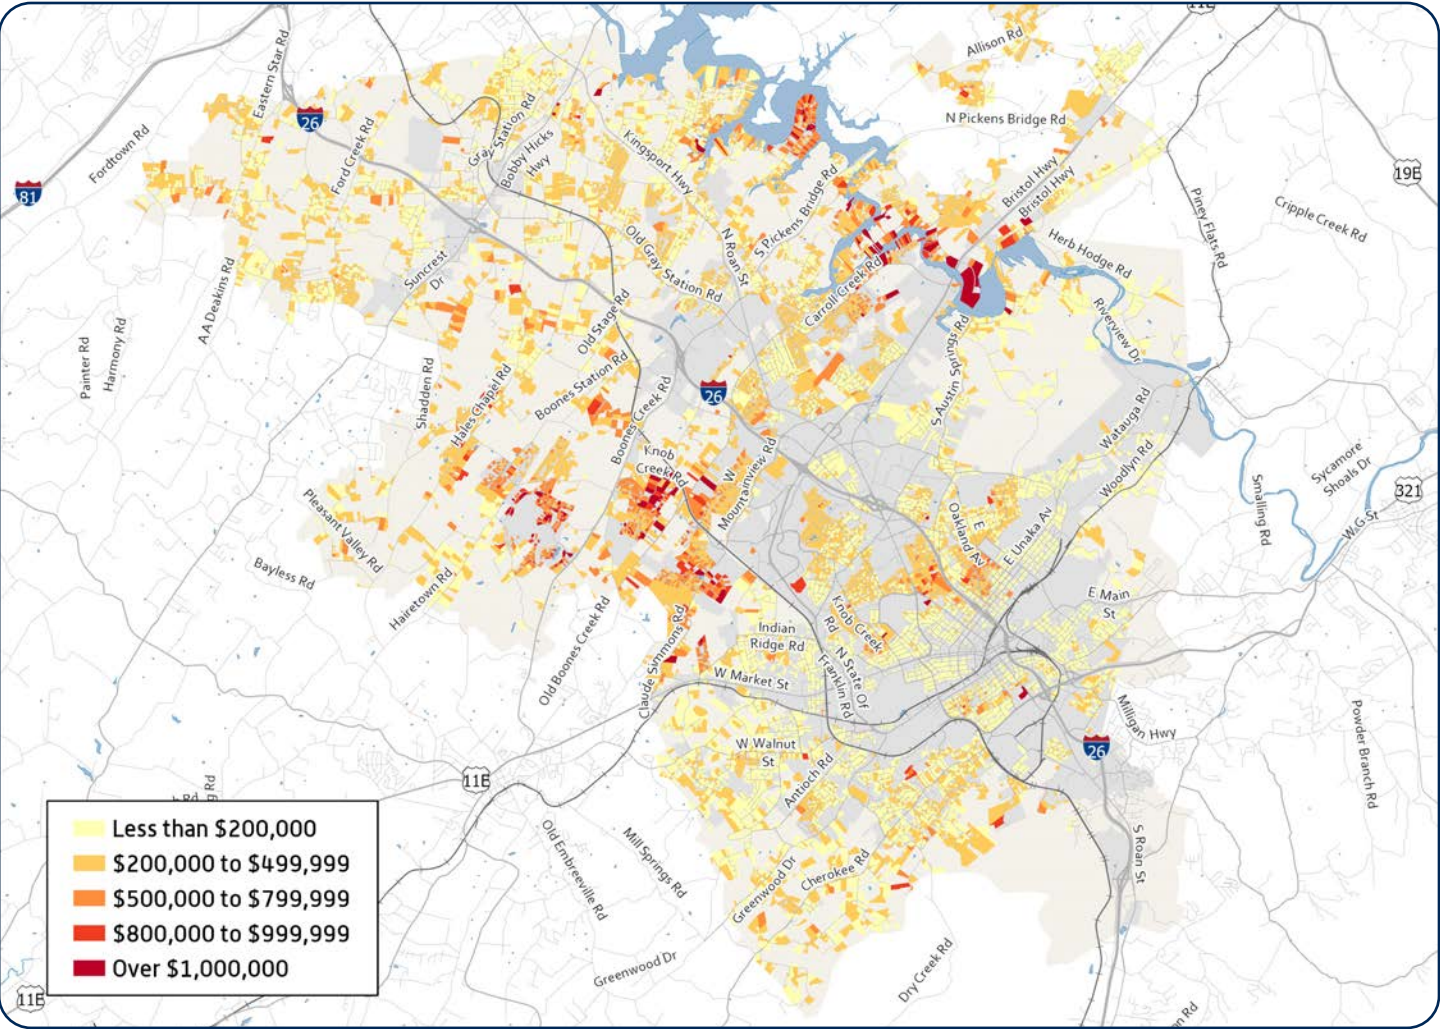 11E
Allison Rd
Eastern Star Rd
26
N Pickens Bridge Rd
Fordtown Rd
Ford Creek Rd
Gray Station Rd
Bobby Hicks
Hwy
Kingsport Hwy
81
19E
S Pickens Bridge Rd
Bristol Hwy
Bristol Hwy
Piney Flats Rd
Cripple Creek Rd
N Roan St
Old Gray Station Rd
Herb Hodge Rd
Suncrest
Dr
A A Deakins Rd
Carroll Creek Rd
Riverview Dr
Old Stage Rd
Painter Rd
Harmony Rd
Shadden Rd
Hales Chapel Rd
Boones Station Rd
Boones Creek Rd
26
S Austin Springs Rd
Watauga Rd
Woodlyn Rd
Knob
Creek Rd
W
Mountainview Rd
Sycamore
Shoals Dr
321
Smalling Rd
W G St
Pleasant Valley Rd
E
Oakland Av
E Unaka Av
Bayless Rd
Hairetown Rd
E Main
St
Old Boones Creek Rd
Claude Simmons Rd
Indian
Ridge Rd
Knob Creek
Rd
N State Of
Franklin Rd
W Market St
Milligan Hwy
Powder Branch Rd
W Walnut
St
Antioch Rd
26
11E
Old Embreeville Rd
Mill Springs Rd
S Roan St
Cherokee Rd
Greenwood Dr
Greenwood Dr
Dry Creek Rd
Less than $200,000
$200,000 to $499,999
$500,000 to $799,999
$800,000 to $999,999
Over $1,000,000
11E
Rd